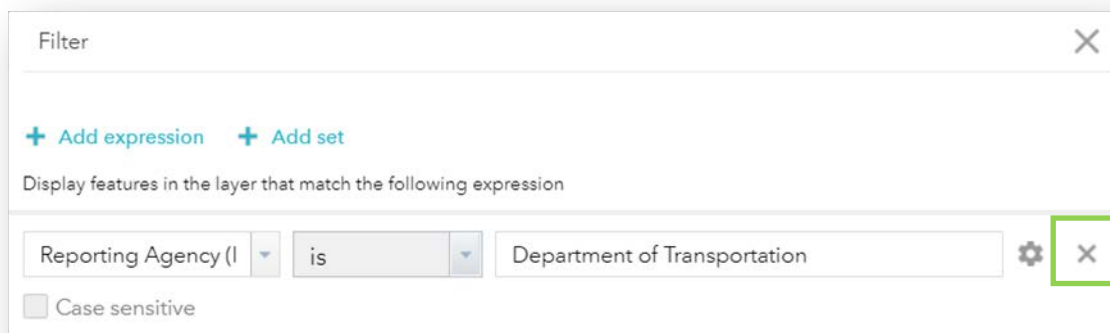 Filter
+ Add expression + Add set
Display features in the layer that match the following expression
Reporting Agency (I is Department of Transportation
Case sensitive